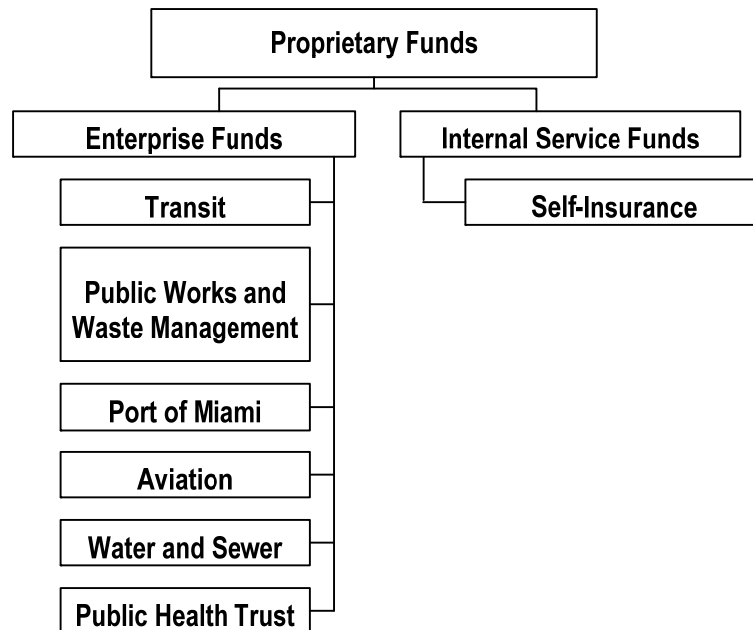 Proprietary Funds
Enterprise Funds
Internal Service Funds
Transit
Self-Insurance
Public Works and
Waste Management
Port of Miami
Aviation
Water and Sewer
Public Health Trust